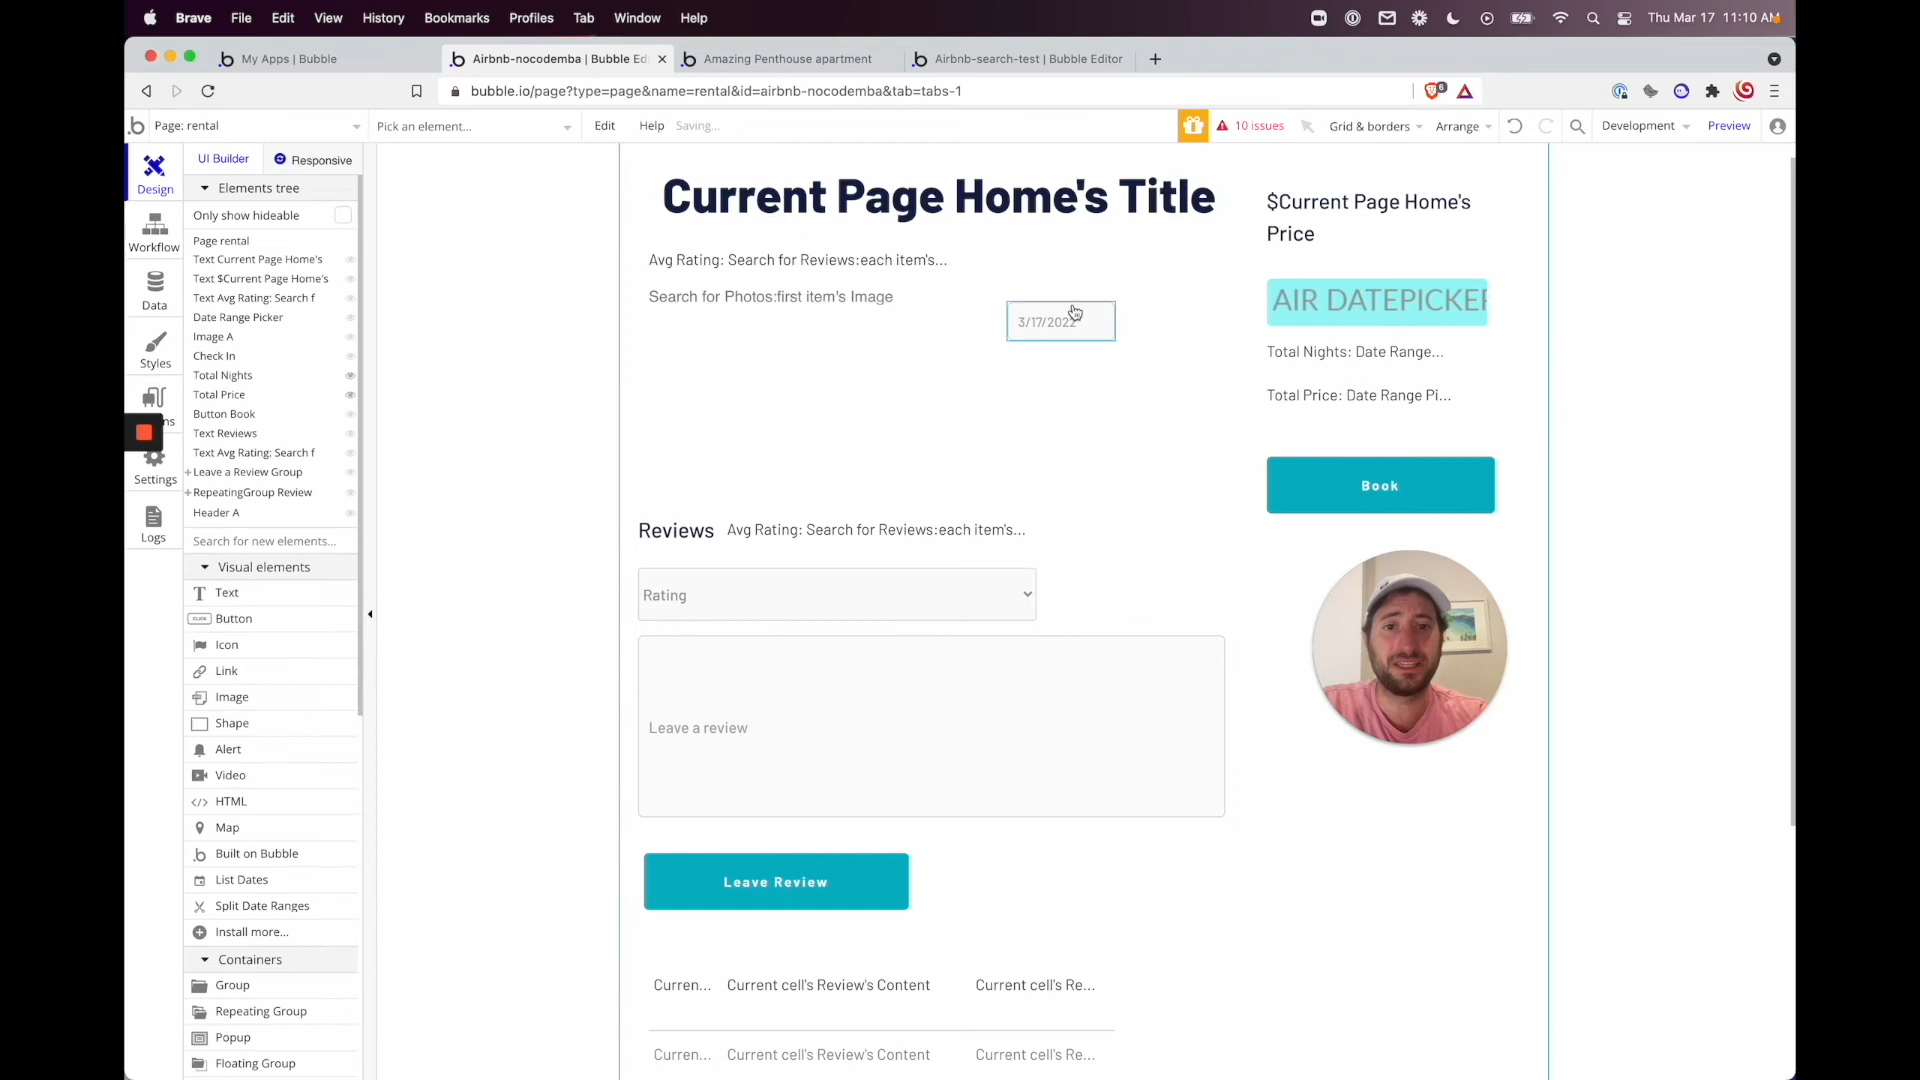 Brave File Edit View History Bookmarks Profiles Tab Window Help
Thu Mar 17 11:10 AM
My Apps | Bubble
Airbnb-nocodemba | Bubble Ed
Amazing Penthouse apartment
Airbnb-search-test | Bubble Editor
bubble.io/page?type=page&name=rental&id=airbnb-nocodemba&tab=tabs-1
Page: rental
Pick an element...
Edit
Help
Saving...
10 issues
Grid & borders
Arrange
Development
Preview
Design
Workflow
Data
Styles
Settings
Logs
UI Builder
Responsive
Elements tree
Only show hideable
Page rental
Text Current Page Home's
Text $Current Page Home's
Text Avg Rating: Search f
Date Range Picker
Image A
Check In
Total Nights
Total Price
Button Book
Text Reviews
Text Avg Rating: Search f
Leave a Review Group
RepeatingGroup Review
Header A
Search for new elements...
Visual elements
Text
CLICK Button
Icon
Link
Image
Shape
Alert
Video
HTML
Map
Built on Bubble
List Dates
Split Date Ranges
Install more...
Containers
Group
Repeating Group
Popup
Floating Group
Current Page Home's Title
Avg Rating: Search for Reviews:each item's...
Search for Photos:first item's Image
3/17/2022
$Current Page Home's
Price
AIR DATEPICKER
Total Nights: Date Range...
Total Price: Date Range Pi...
Book
Reviews
Avg Rating: Search for Reviews:each item's...
Rating
Leave a review
Leave Review
Curren...
Current cell's Review's Content
Current cell's Re...
Curren...
Current cell's Review's Content
Current cell's Re...